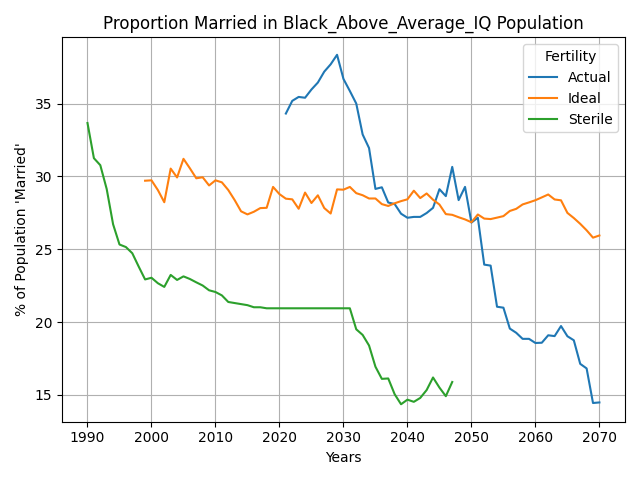 Proportion Married in Black_Above_Average_IQ Population
% of Population 'Married'
35
30
25
20
15
Fertility
Actual
Ideal
Sterile
1990 2000 2010 2020 2030 2040 2050 2060 2070
Years